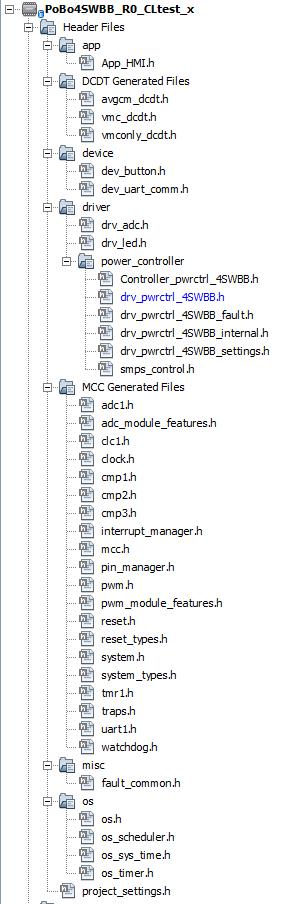 PoBo4SWBB_R0_CLtest_x
Header Files
app
App_HMI.h
DCDT Generated Files
avgcm_dcdt.h
vmc_dcdt.h
vmconly_dcdt.h
device
dev_button.h
dev_uart_comm.h
driver
drv_adc.h
drv_led.h
power_controller
Controller_pwrctrl_4SWBB.h
drv_pwrctrl_4SWBB.h
drv_pwrctrl_4SWBB_fault.h
drv_pwrctrl_4SWBB_internal.h
drv_pwrctrl_4SWBB_settings.h
smps_control.h
MCC Generated Files
adc1.h
adc_module_features.h
clc1.h
clock.h
cmp1.h
cmp2.h
cmp3.h
interrupt_manager.h
mcc.h
pin_manager.h
pwm.h
pwm_module_features.h
reset.h
reset_types.h
system.h
system_types.h
tmr1.h
traps.h
uart1.h
watchdog.h
misc
fault_common.h
os
os.h
os_scheduler.h
os_sys_time.h
os_timer.h
project_settings.h